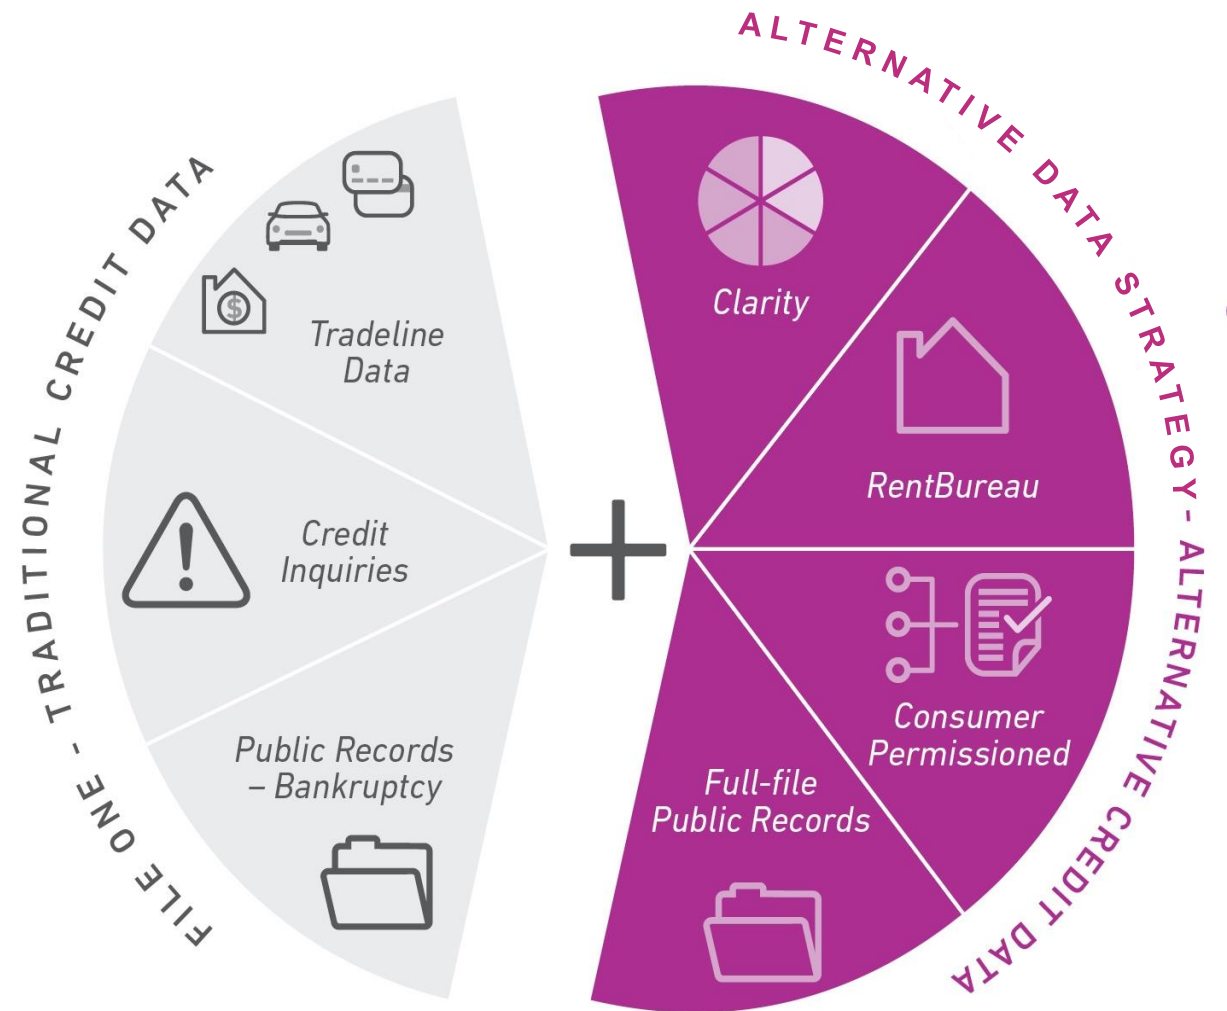 FILE ONE - TRADITIONAL CREDIT DATA
Tradeline
Data
Credit
Inquiries
Public Records
– Bankruptcy
$
ALTERNATIVE DATA STRATEGY - ALTERNATIVE CREDIT DATA
Clarity
RentBureau
Consumer
Permissioned
Full-file
Public Records